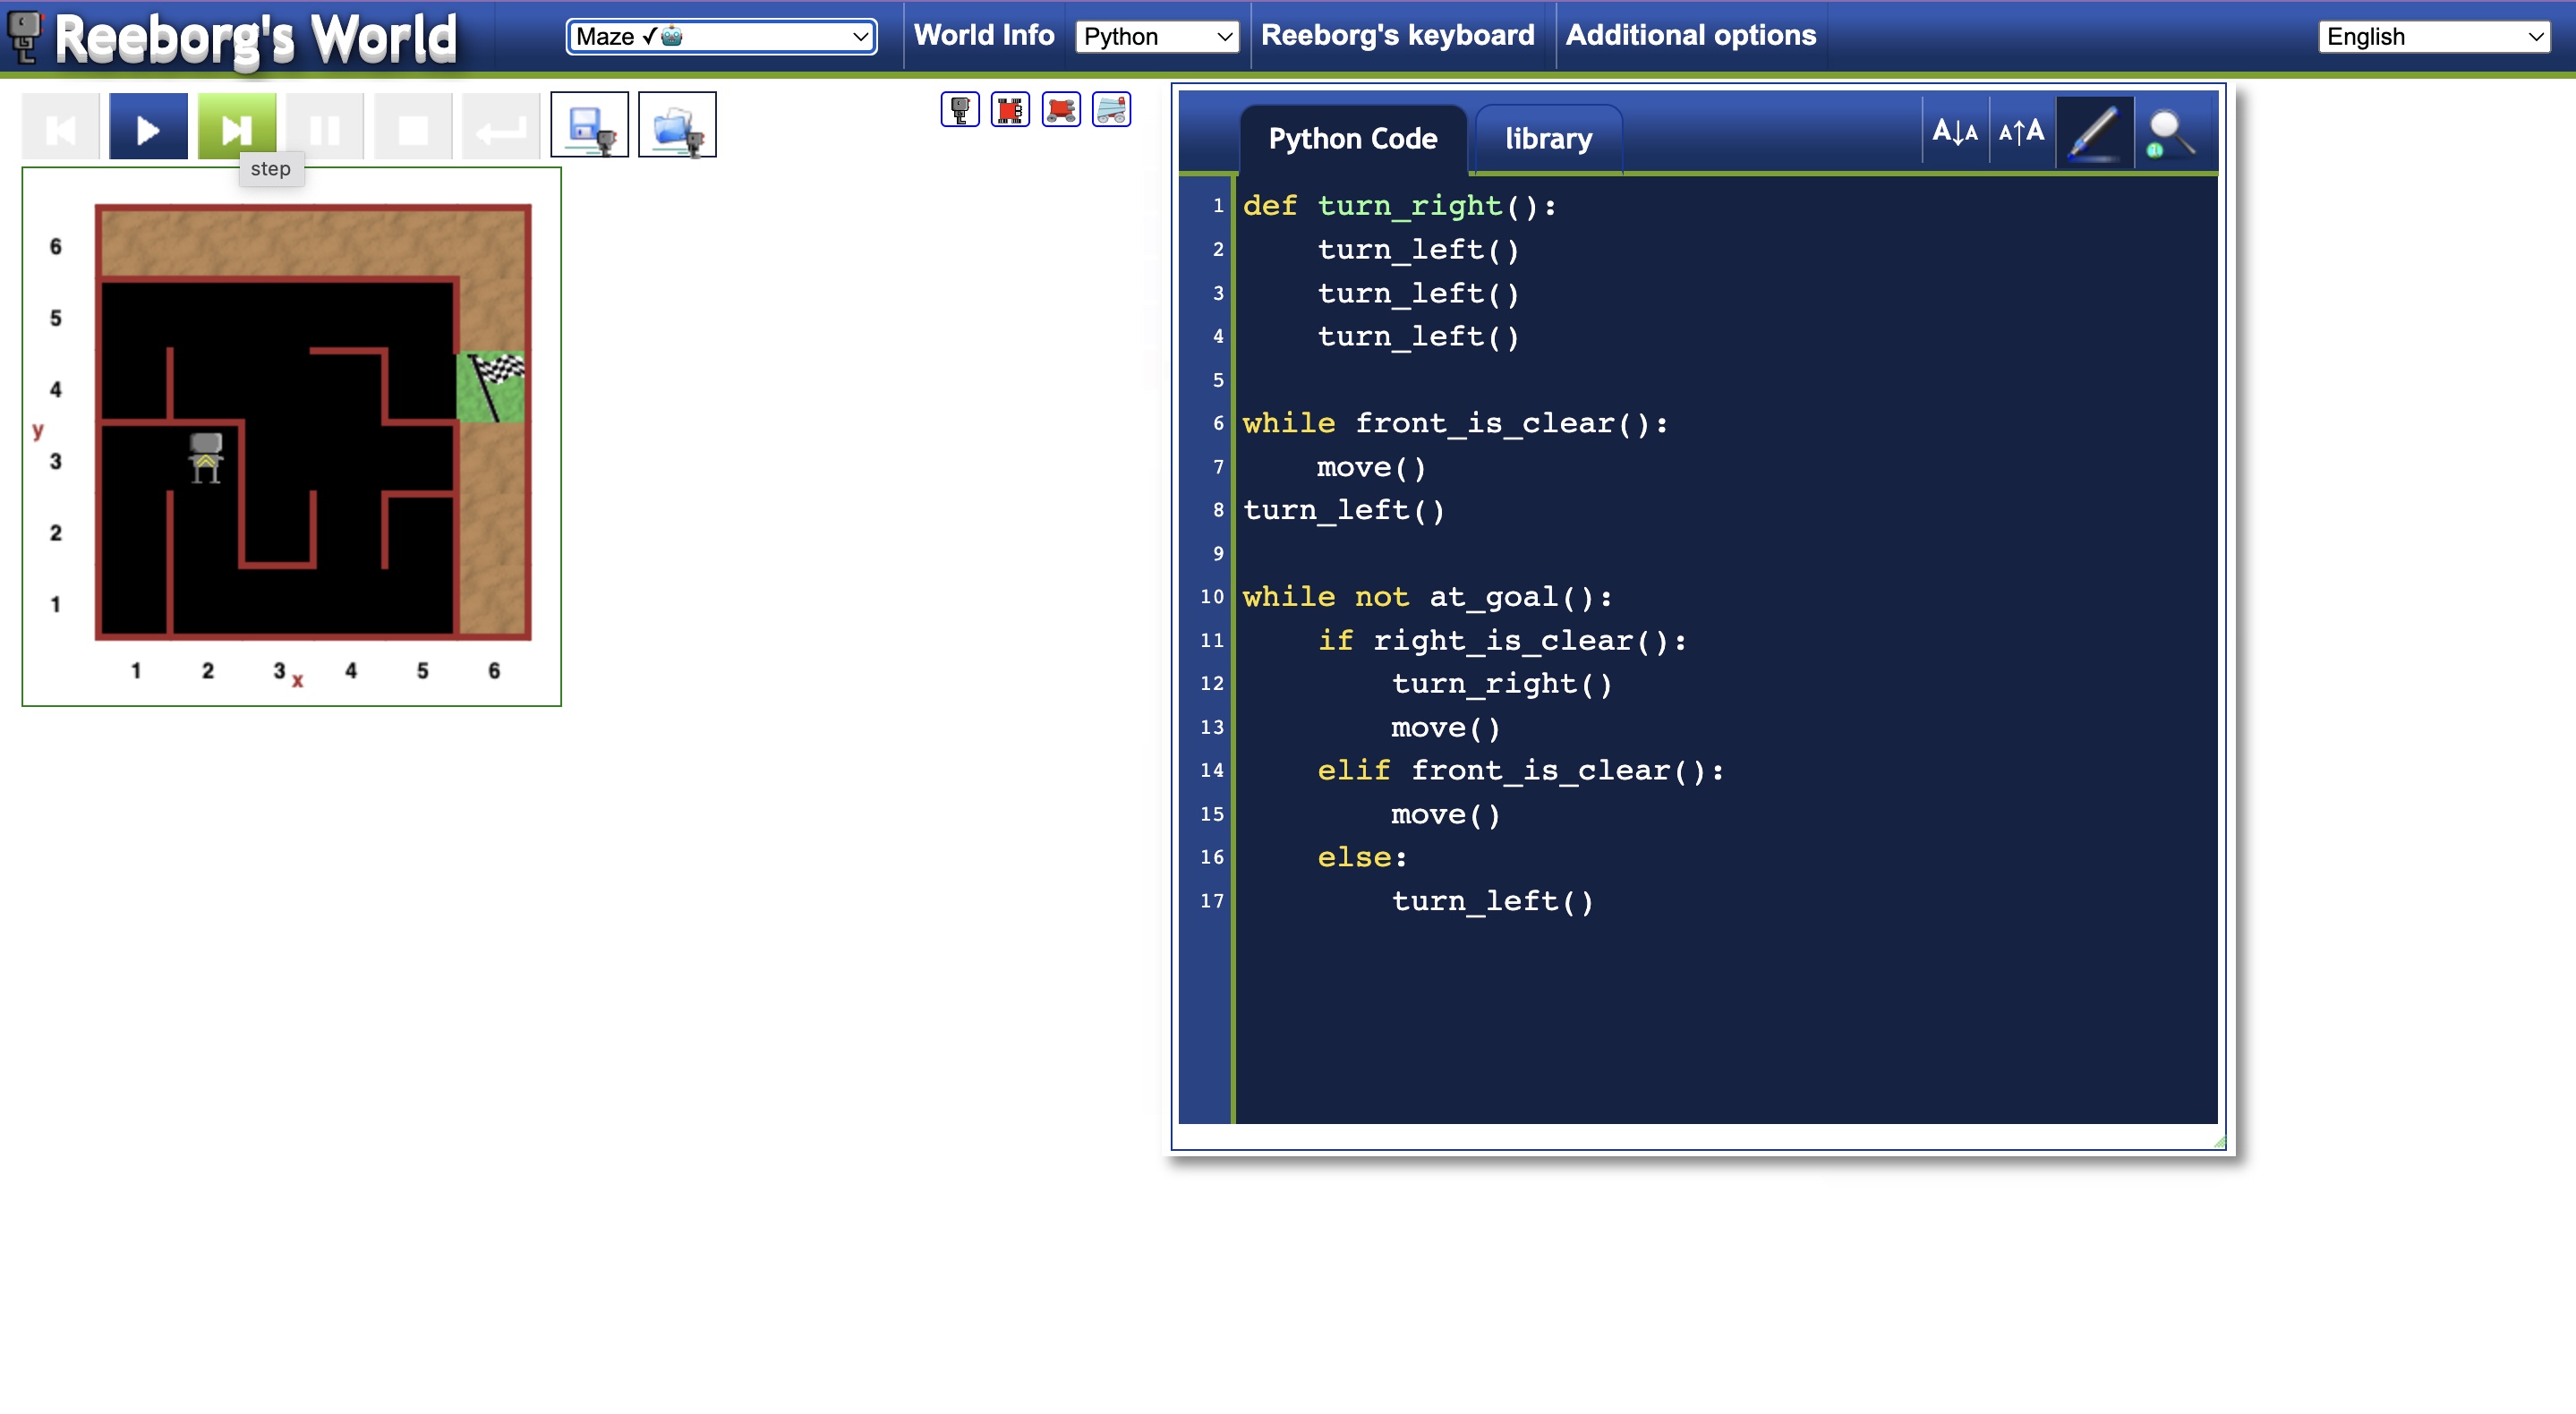 Reeborg's World
Maze ✓🤖
World Info
Python
Reeborg's keyboard
Additional options
English
step
6
5
4
y
3
2
1
1 2 3 x 4 5 6
Python Code
library
A↓A
A↑A
1 def turn_right():
2     turn_left()
3     turn_left()
4     turn_left()
5
6 while front_is_clear():
7     move()
8 turn_left()
9
10 while not at_goal():
11     if right_is_clear():
12         turn_right()
13         move()
14     elif front_is_clear():
15         move()
16     else:
17         turn_left()